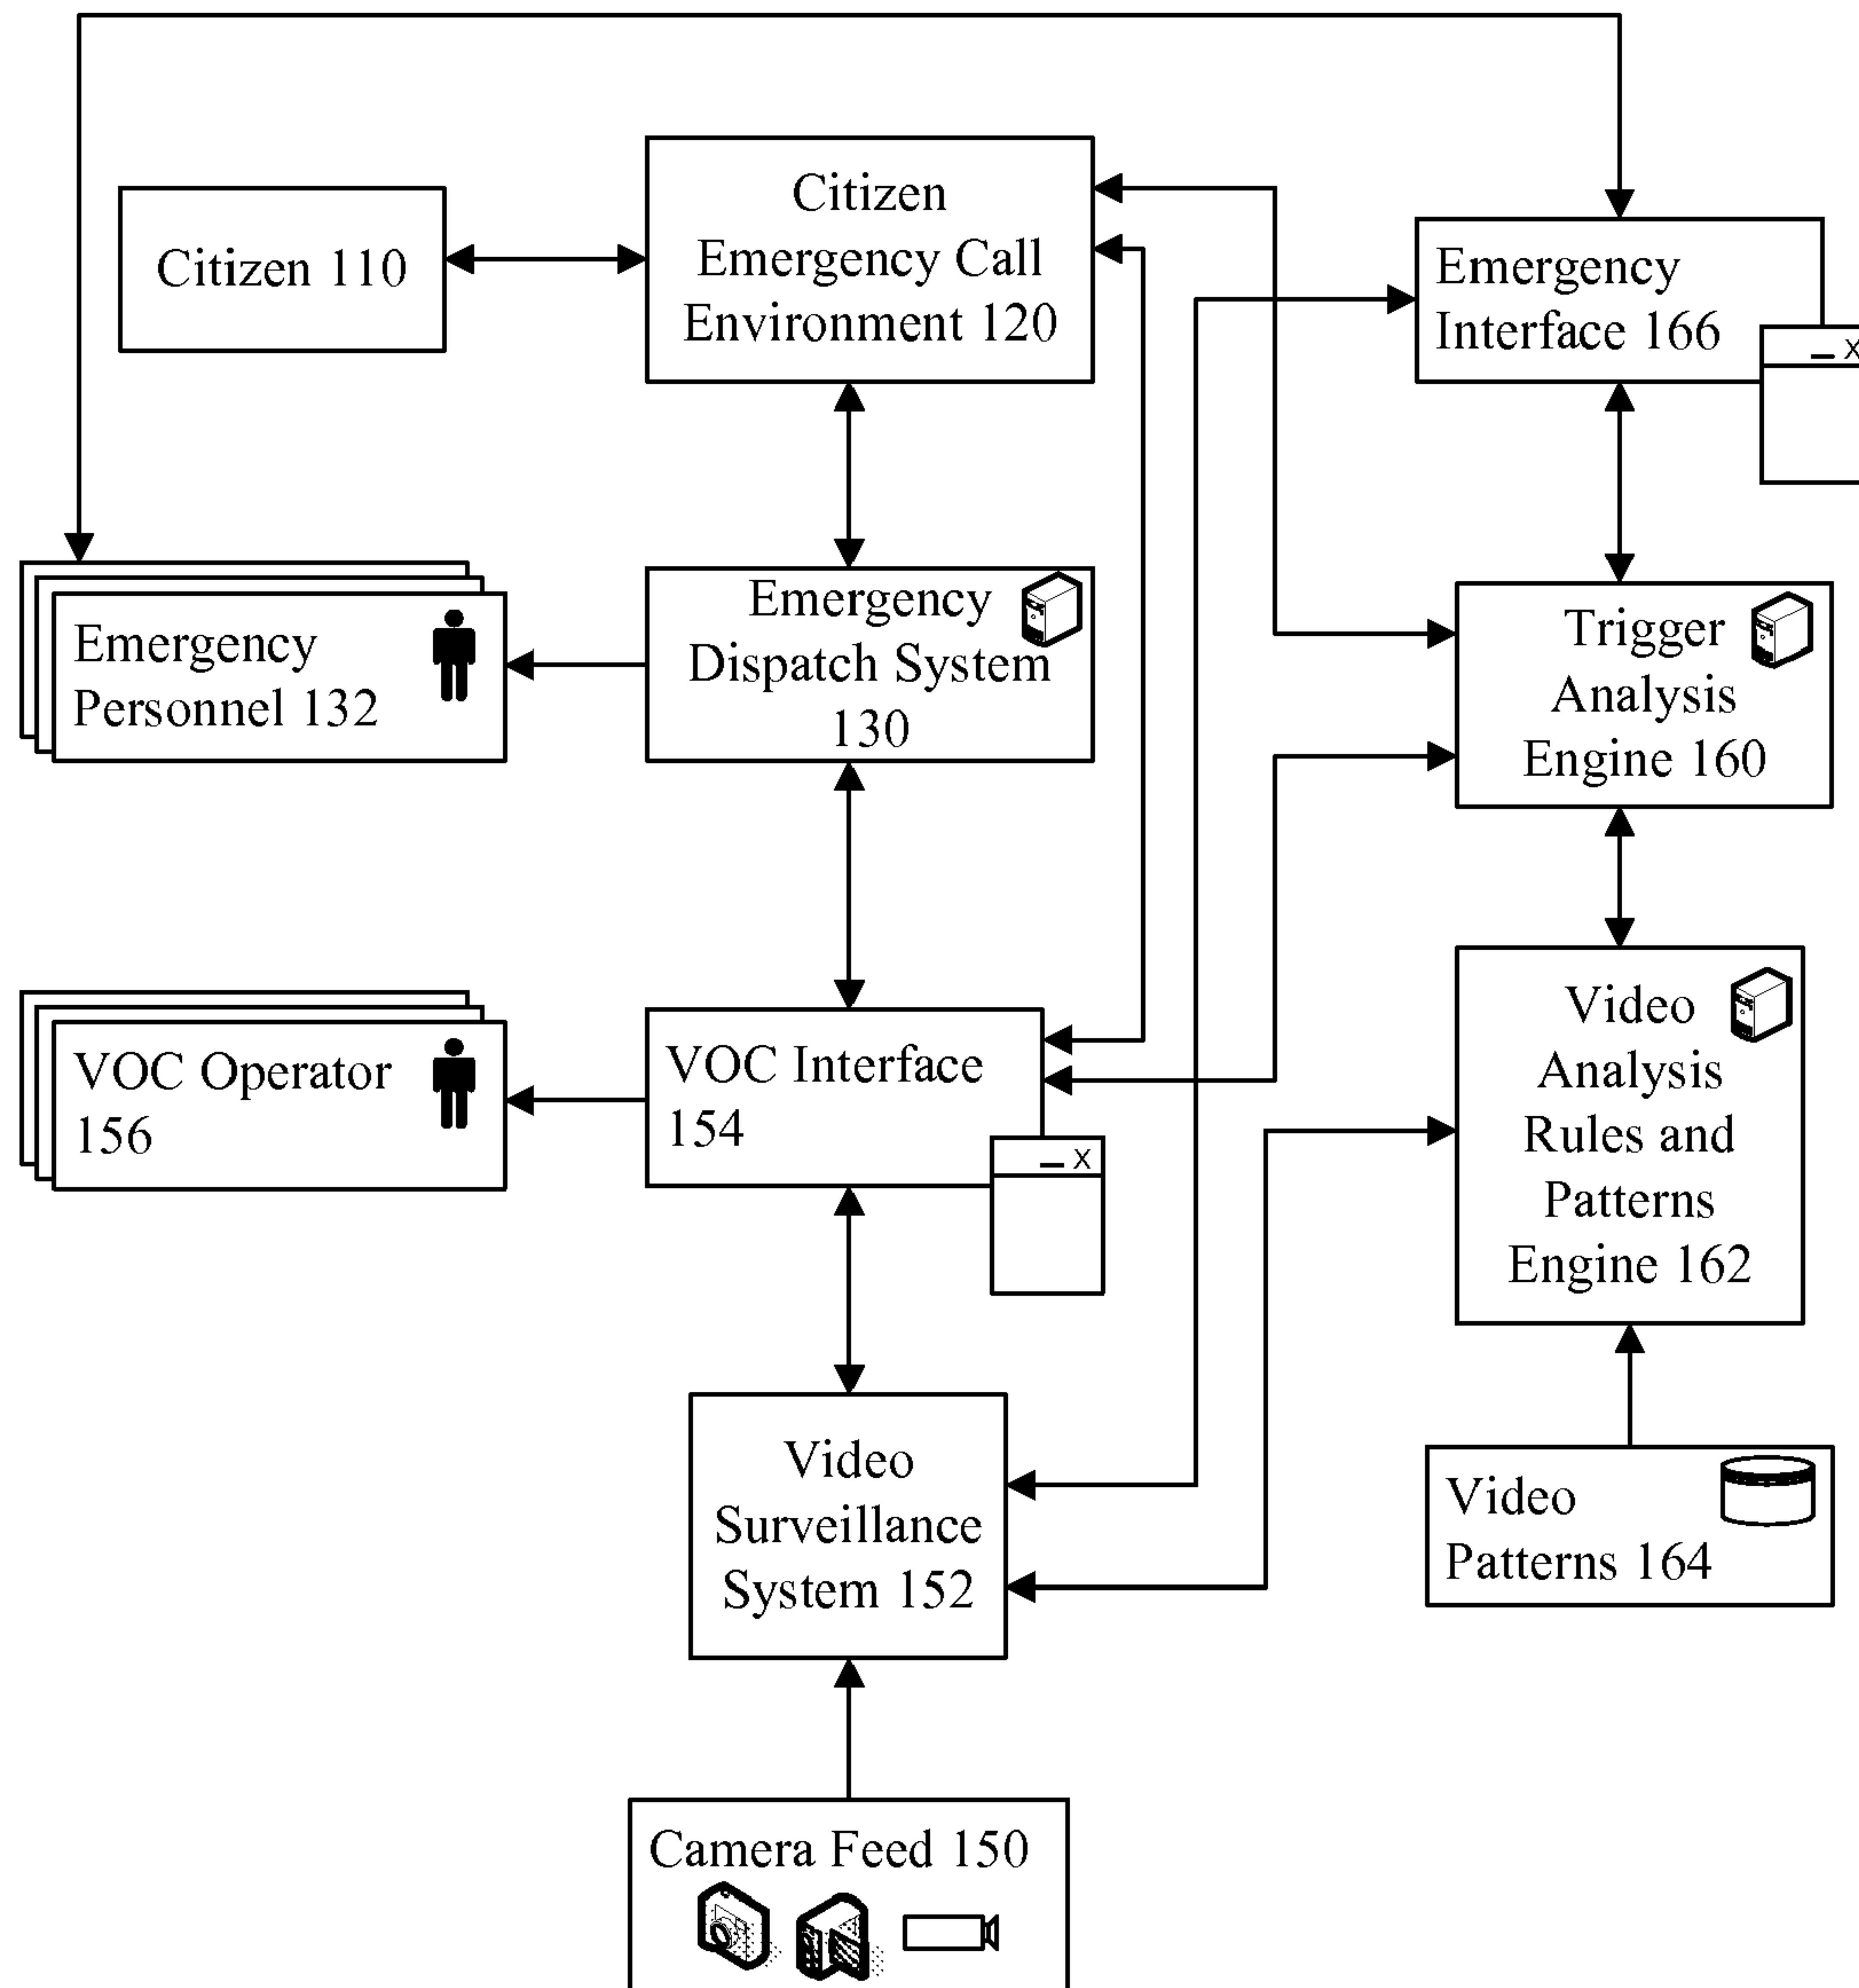 Citizen 110
Citizen
Emergency Call
Environment 120
Emergency
Interface 166
_ X
Emergency
Personnel 132
Emergency
Dispatch System
130
Trigger
Analysis
Engine 160
VOC Operator
156
VOC Interface
154
_ X
Video
Analysis
Rules and
Patterns
Engine 162
Video
Surveillance
System 152
Video
Patterns 164
Camera Feed 150